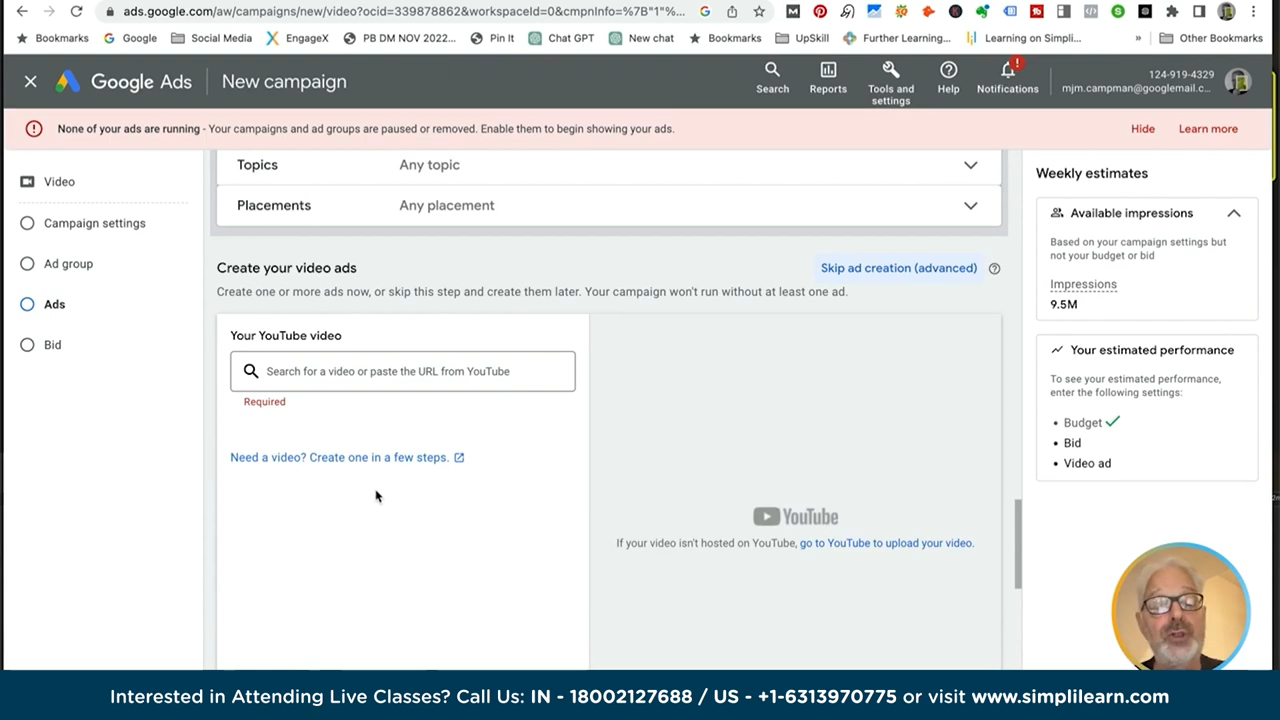 ads.google.com/aw/campaigns/new/video?ocid=339878862&workspaceId=0&cmpnInfo=%7B"1"%...
Bookmarks Google Social Media EngageX PB DM NOV 2022... Pin It Chat GPT New chat Bookmarks UpSkill Further Learning... Learning on Simpli... » Other Bookmarks
Google Ads New campaign
Search Reports Tools and settings Help Notifications
124-919-4329
mjm.campman@googlemail.c...
None of your ads are running - Your campaigns and ad groups are paused or removed. Enable them to begin showing your ads. Hide Learn more
Video
Campaign settings
Ad group
Ads
Bid
Topics Any topic
Placements Any placement
Create your video ads Skip ad creation (advanced)
Create one or more ads now, or skip this step and create them later. Your campaign won't run without at least one ad.
Your YouTube video
Search for a video or paste the URL from YouTube
Required
Need a video? Create one in a few steps.
YouTube
If your video isn't hosted on YouTube, go to YouTube to upload your video.
Weekly estimates
Available impressions
Based on your campaign settings but
not your budget or bid
Impressions
9.5M
Your estimated performance
To see your estimated performance,
enter the following settings:
• Budget
• Bid
• Video ad
Interested in Attending Live Classes? Call Us: IN - 18002127688 / US - +1-6313970775 or visit www.simplilearn.com